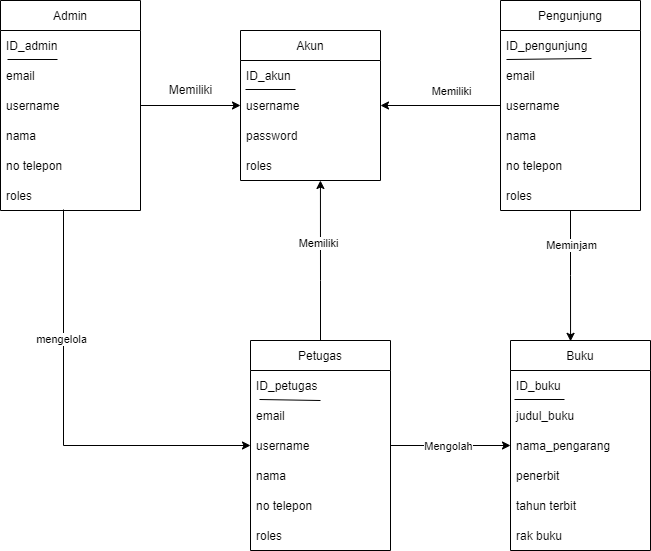 Admin
ID_admin
email
username
nama
no telepon
roles
Memiliki
Akun
ID_akun
username
password
roles
Memiliki
Pengunjung
ID_pengunjung
email
username
nama
no telepon
roles
Memiliki
Meminjam
mengelola
Petugas
ID_petugas
email
username
nama
no telepon
roles
Mengolah
Buku
ID_buku
judul_buku
nama_pengarang
penerbit
tahun terbit
rak buku